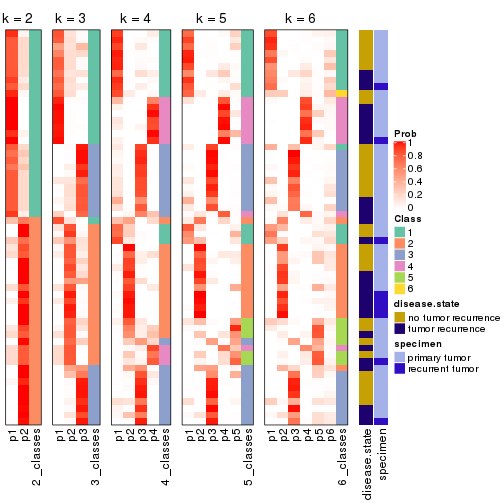 k = 2 k = 3 k = 4 k = 5 k = 6
Prob
1
0.8
0.6
0.4
0.2
0
Class
1
2
3
4
5
6
disease.state
no tumor recurrence
tumor recurrence
specimen
primary tumor
recurrent tumor
p1 p2 2_classes p1 p2 p3 3_classes p1 p2 p3 p4 4_classes p1 p2 p3 p4 p5 5_classes p1 p2 p3 p4 p5 p6 6_classes disease.state specimen